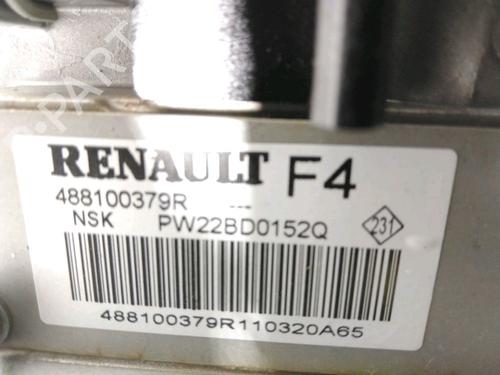 RENAULT F4
488100379R ---
NSK PW22BD0152Q
231
488100379R110320A65